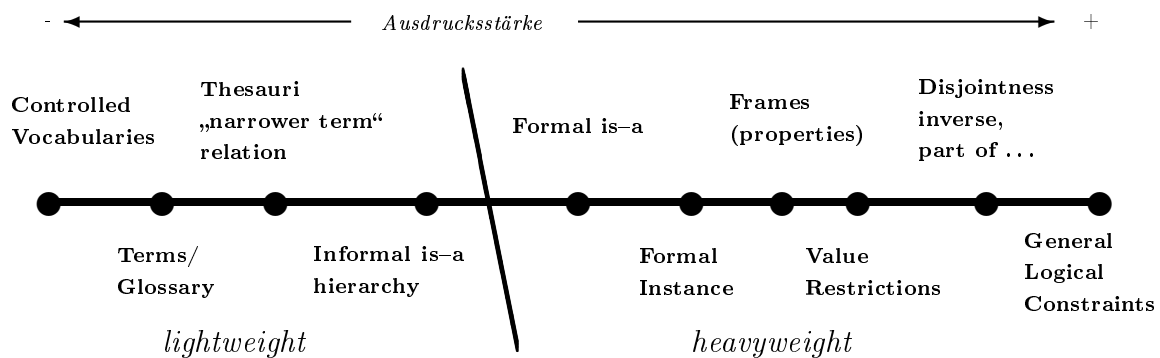 - Ausdrucksstärke +
Controlled
Vocabularies
Thesauri
„narrower term“
relation
Formal is–a
Frames
(properties)
Disjointness
inverse,
part of ...
Terms/
Glossary
Informal is–a
hierarchy
Formal
Instance
Value
Restrictions
General
Logical
Constraints
lightweight
heavyweight